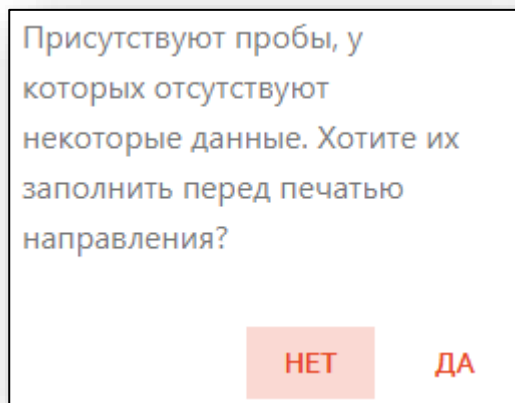 Присутствуют пробы, у
которых отсутствуют
некоторые данные. Хотите их
заполнить перед печатью
направления?
НЕТ ДА